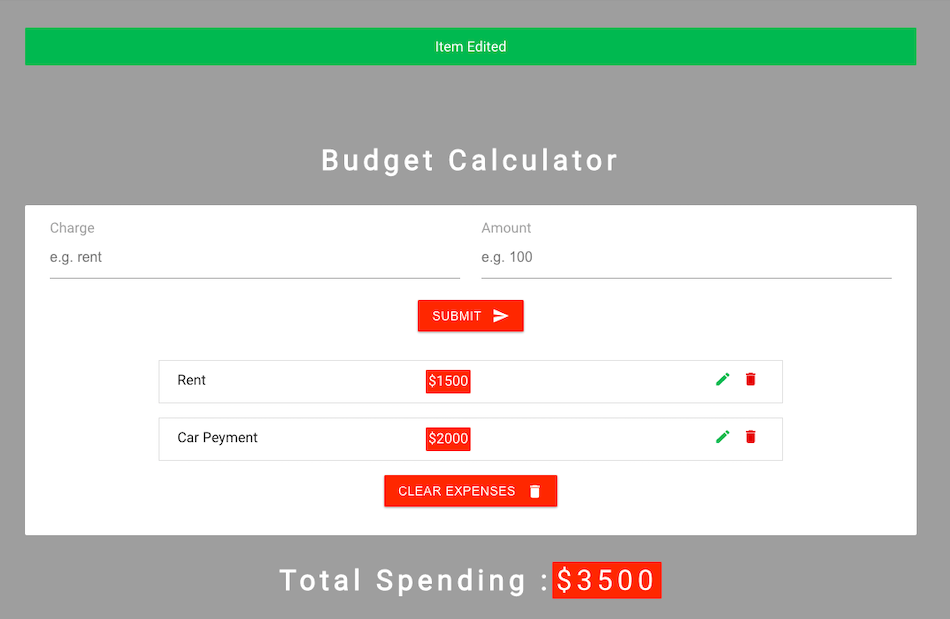 Item Edited
Budget Calculator
Charge
Amount
e.g. rent
e.g. 100
SUBMIT
Rent
$1500
Car Peyment
$2000
CLEAR EXPENSES
Total Spending : $3500